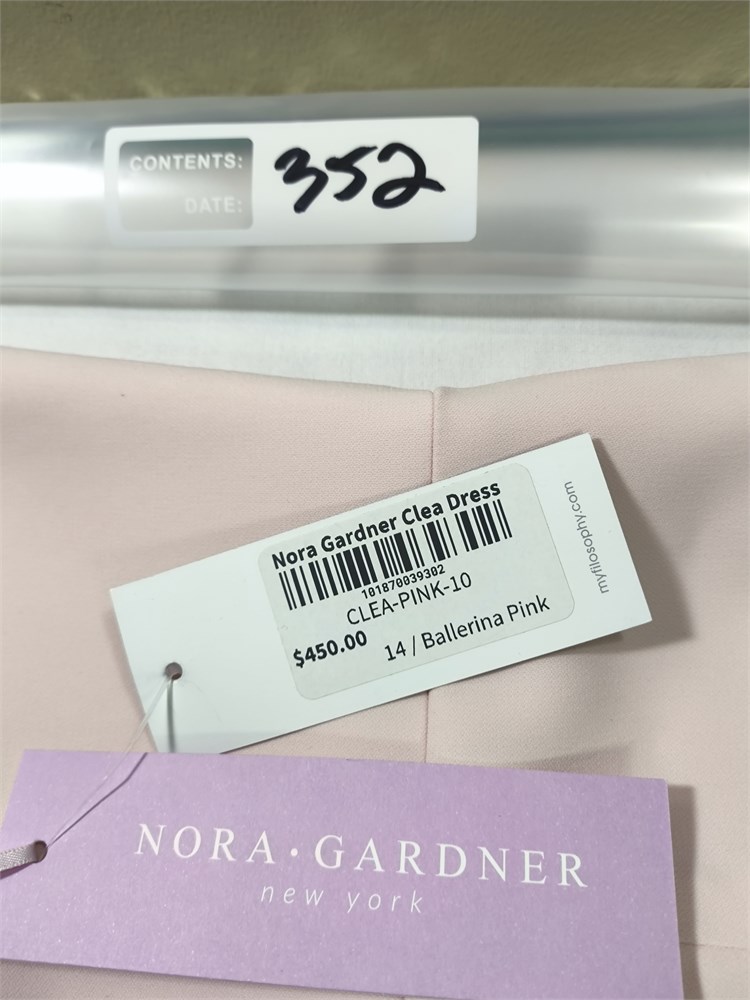 CONTENTS:
352
DATE:
Nora Gardner Clea Dress
101870039302
CLEA-PINK-10
$450.00
14 / Ballerina Pink
myfilosophy.com
NORA·GARDNER
new york